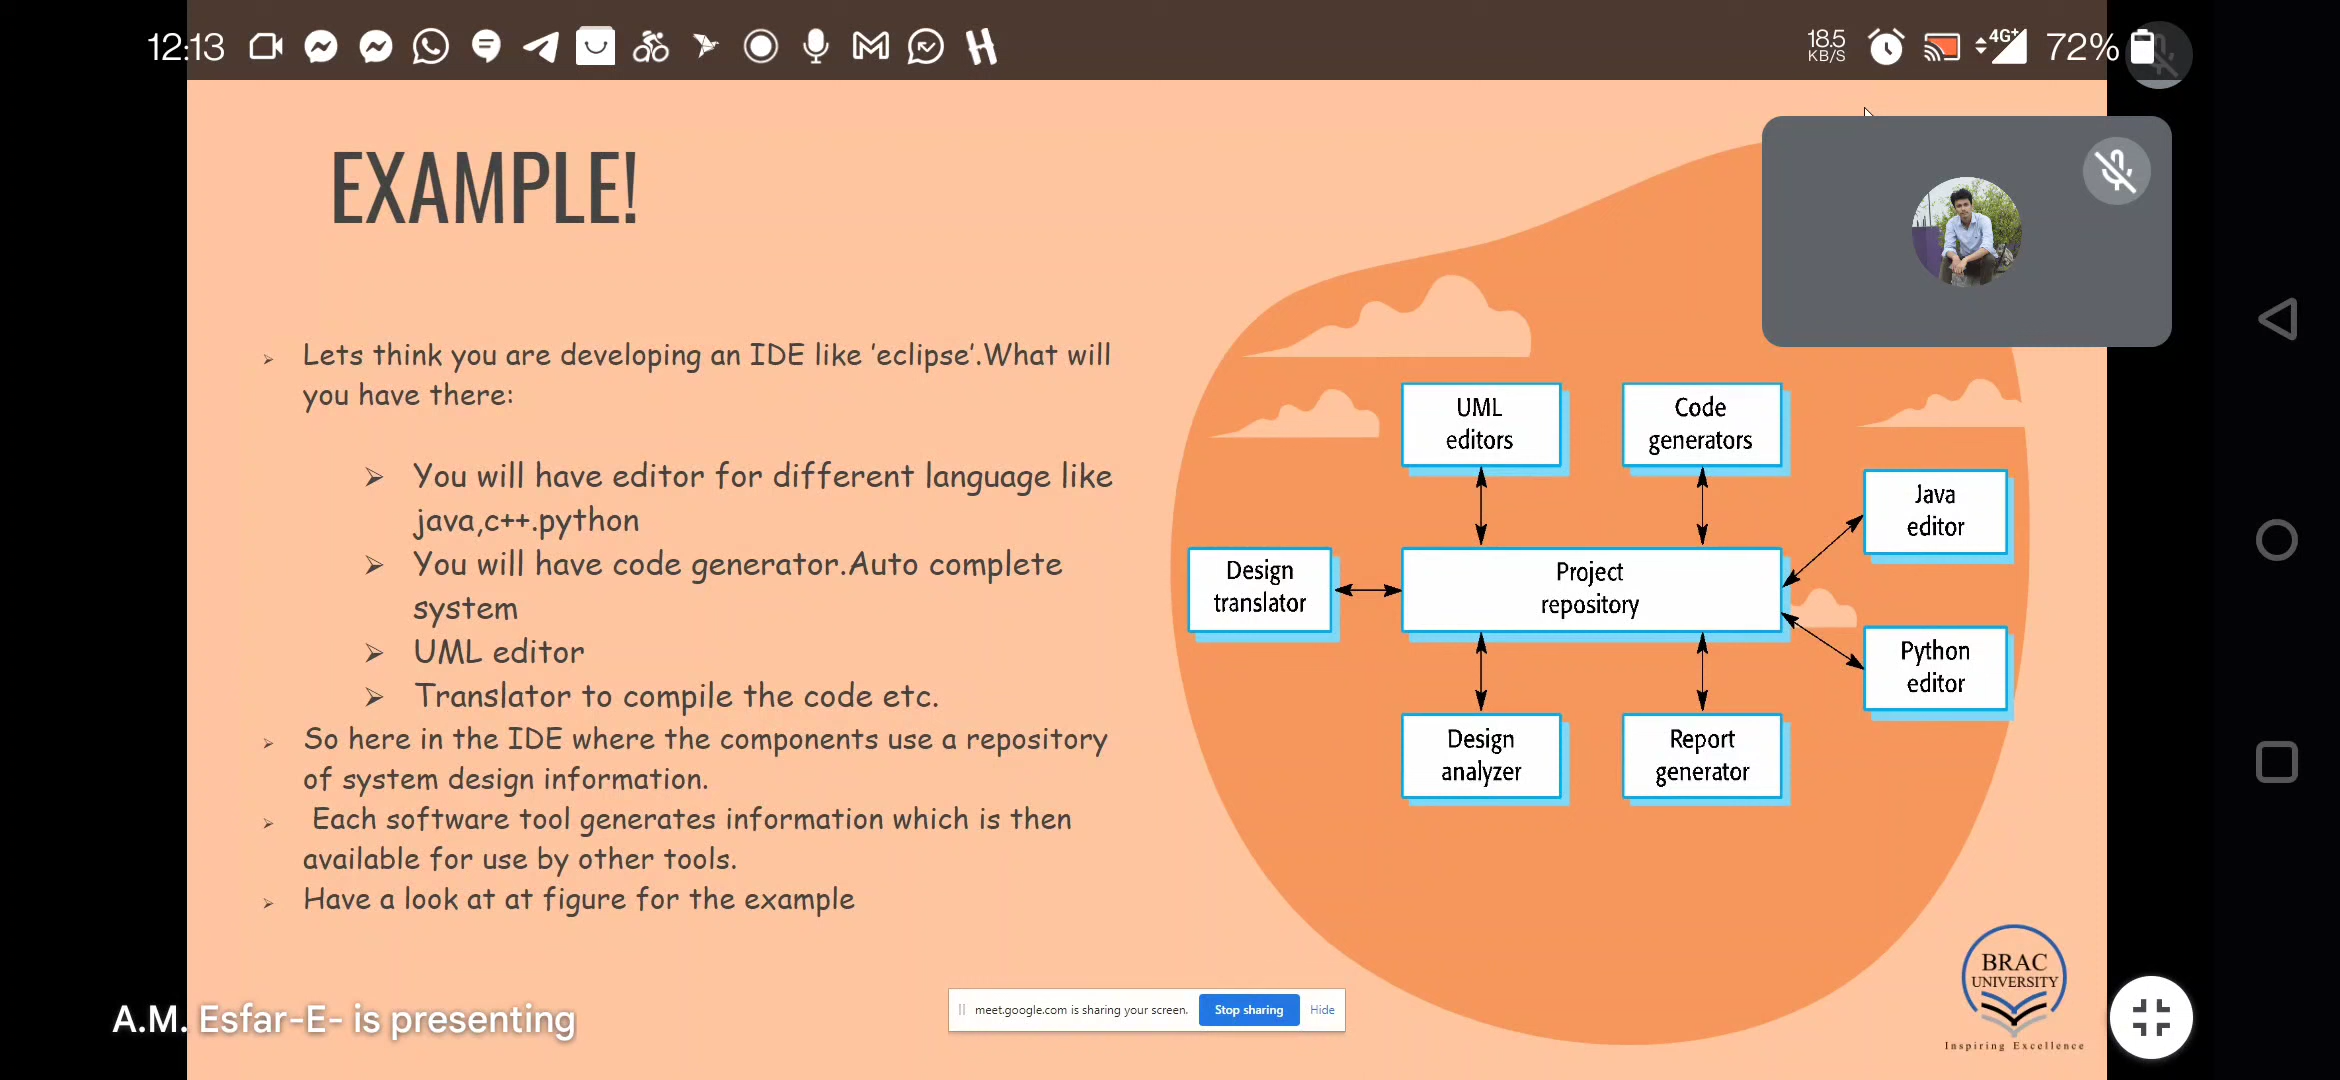 12:13
18.5
KB/S
4G+
72%
EXAMPLE!
➢ Lets think you are developing an IDE like 'eclipse'.What will
you have there:
➢ You will have editor for different language like
java,c++.python
➢ You will have code generator.Auto complete
system
➢ UML editor
➢ Translator to compile the code etc.
➢ So here in the IDE where the components use a repository
of system design information.
➢ Each software tool generates information which is then
available for use by other tools.
➢ Have a look at at figure for the example
UML
editors
Code
generators
Java
editor
Design
translator
Project
repository
Python
editor
Design
analyzer
Report
generator
BRAC
UNIVERSITY
Inspiring Excellence
meet.google.com is sharing your screen. Stop sharing Hide
A.M. Esfar-E- is presenting